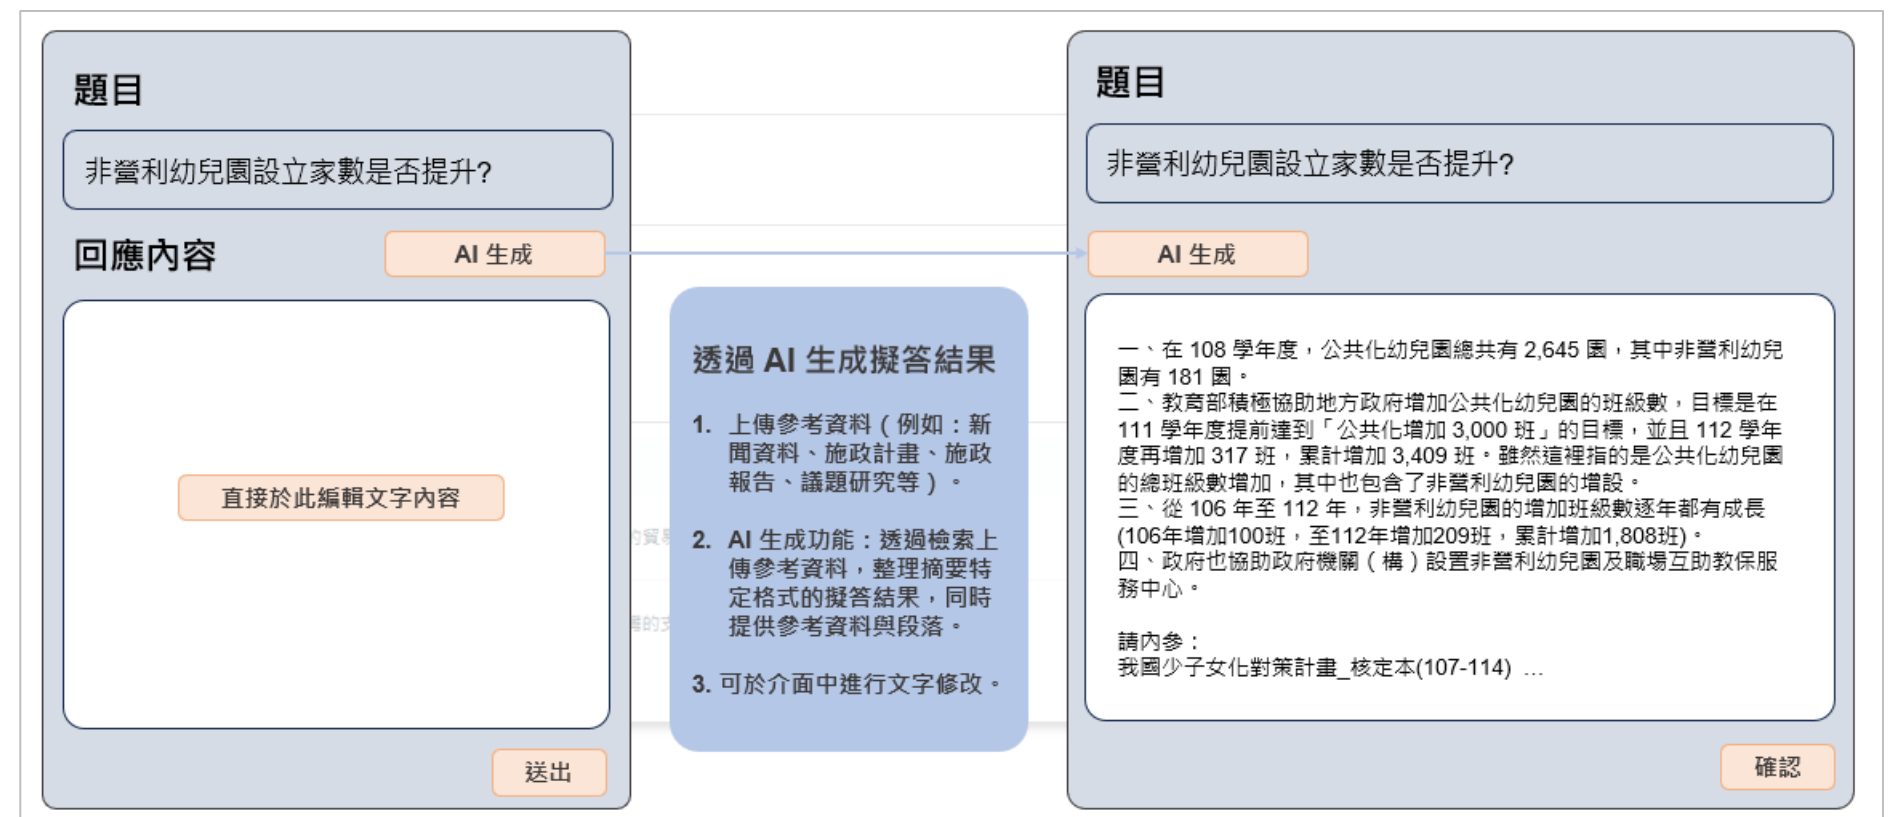 題目
非營利幼兒園設立家數是否提升?
回應內容
AI 生成
直接於此編輯文字內容
送出
透過 AI 生成擬答結果
1. 上傳參考資料（例如：新
聞資料、施政計畫、施政
報告、議題研究等）。
2. AI 生成功能：透過檢索上
傳參考資料，整理摘要特
定格式的擬答結果，同時
提供參考資料與段落。
3. 可於介面中進行文字修改。
題目
非營利幼兒園設立家數是否提升?
AI 生成
一、在 108 學年度，公共化幼兒園總共有 2,645 園，其中非營利幼兒
園有 181 園。
二、教育部積極協助地方政府增加公共化幼兒園的班級數，目標是在
111 學年度提前達到「公共化增加 3,000 班」的目標，並且 112 學年
度再增加 317 班，累計增加 3,409 班。雖然這裡指的是公共化幼兒園
的總班級數增加，其中也包含了非營利幼兒園的增設。
三、從 106 年至 112 年，非營利幼兒園的增加班級數逐年都有成長
(106年增加100班，至112年增加209班，累計增加1,808班)。
四、政府也協助政府機關（構）設置非營利幼兒園及職場互助教保服
務中心。
請內參：
我國少子女化對策計畫_核定本(107-114) ...
確認